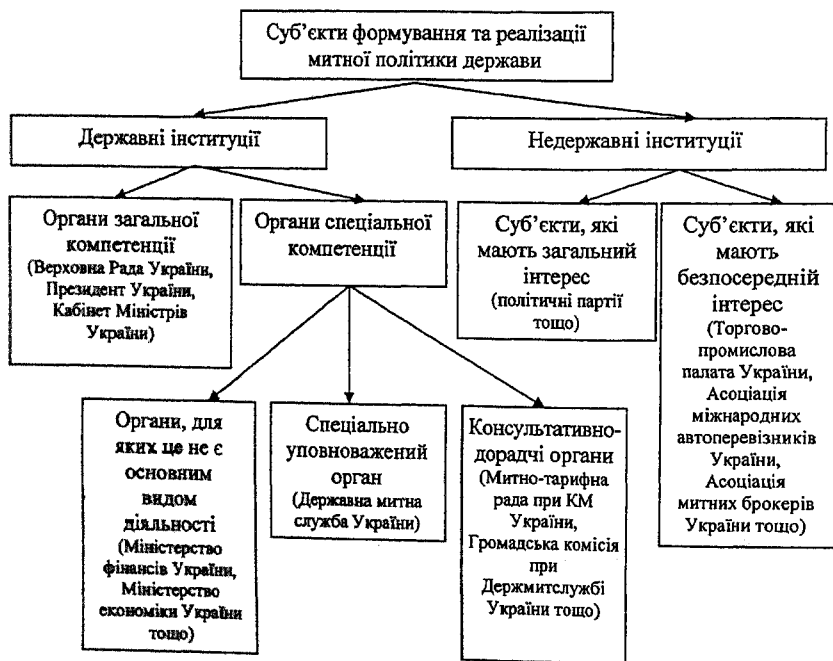 Суб’єкти формування та реалізації
митної політики держави
Державні інституції
Недержавні інституції
Органи загальної
компетенції
(Верховна Рада України,
Президент України,
Кабінет Міністрів
України)
Органи спеціальної
компетенції
Суб’єкти, які
мають загальний
інтерес
(політичні партії
тощо)
Суб’єкти, які
мають
безпосередній
інтерес
(Торгово-
промислова
палата України,
Асоціація
міжнародних
автоперевізників
України,
Асоціація
митних брокерів
України тощо)
Органи, для
яких це не є
основним
видом
діяльності
(Міністерство
фінансів України,
Міністерство
економіки України
тощо)
Спеціально
уповноважений
орган
(Державна митна
служба України)
Консультативно-
дорадчі органи
(Митно-тарифна
рада при КМ
України,
Громадська комісія
при
Держмитслужбі
України тощо)